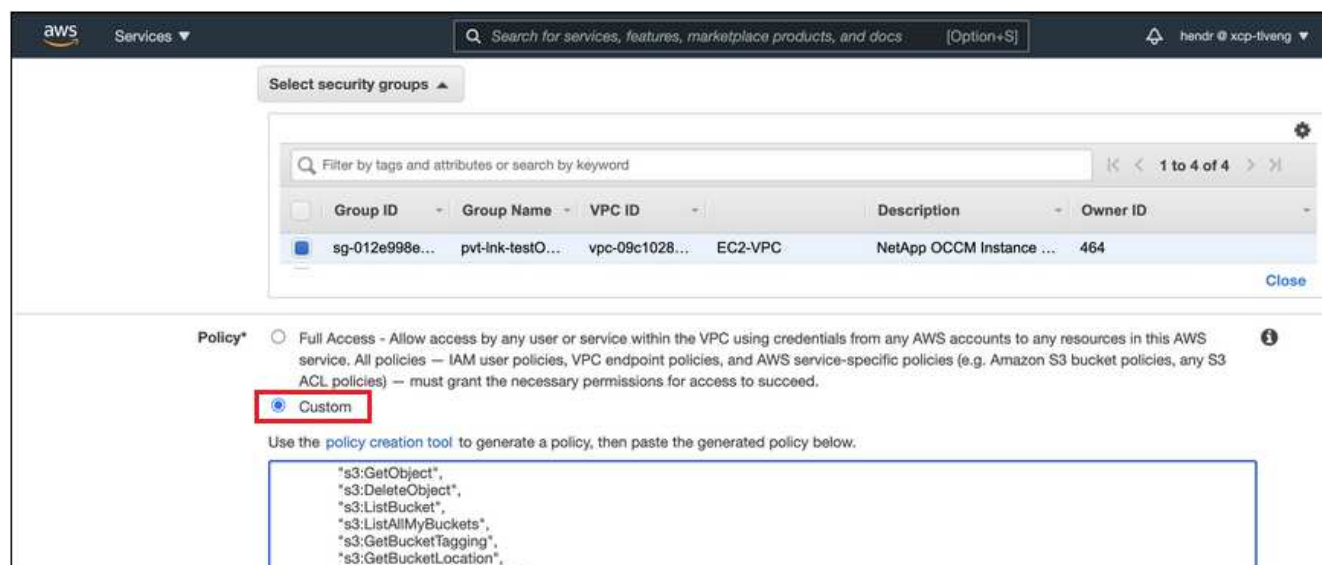 aws Services ▼ Search for services, features, marketplace products, and docs [Option+S] hendr @ xcp-tlveng ▼
Select security groups ▲
Filter by tags and attributes or search by keyword |< < 1 to 4 of 4 > >|
Group ID Group Name VPC ID Description Owner ID
sg-012e998e... pvt-lnk-testO... vpc-09c1028... EC2-VPC NetApp OCCM Instance ... 464
Close
Policy* Full Access - Allow access by any user or service within the VPC using credentials from any AWS accounts to any resources in this AWS
service. All policies — IAM user policies, VPC endpoint policies, and AWS service-specific policies (e.g. Amazon S3 bucket policies, any S3
ACL policies) — must grant the necessary permissions for access to succeed.
Custom
Use the policy creation tool to generate a policy, then paste the generated policy below.
"s3:GetObject",
"s3:DeleteObject",
"s3:ListBucket",
"s3:ListAllMyBuckets",
"s3:GetBucketTagging",
"s3:GetBucketLocation",